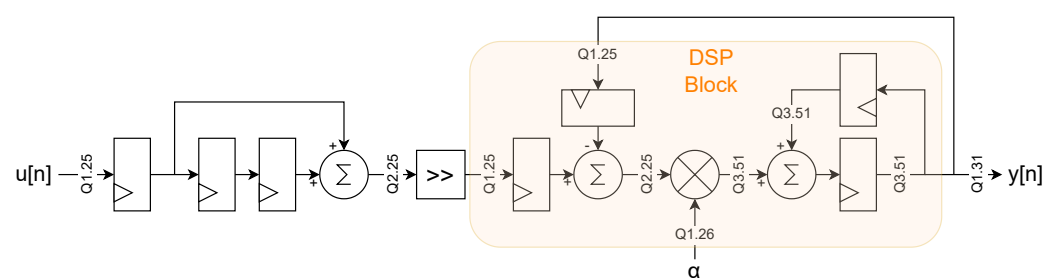 DSP
Block
Q1.25
-
Q3.51
+
+
u[n]
Q1.25
+
Σ
Q2.25
>>
Q1.25
+
Σ
Q2.25
Q3.51
+
Σ
Q3.51
Q1.31
y[n]
Q1.26
α